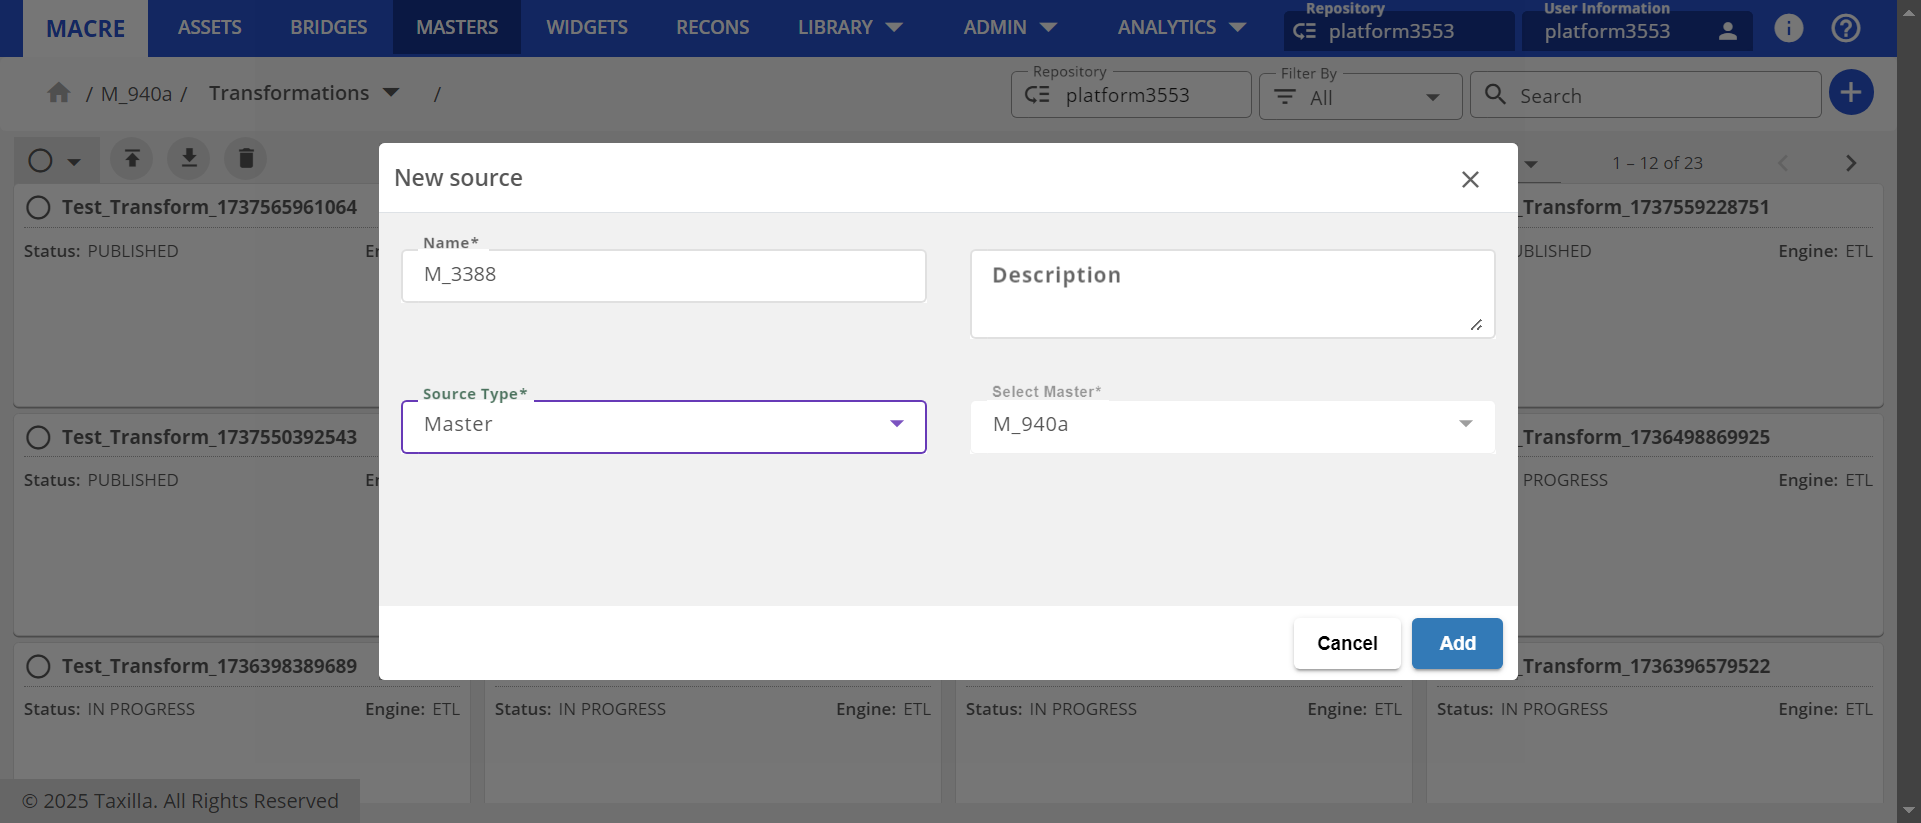 MACRE
ASSETS
BRIDGES
MASTERS
WIDGETS
RECONS
LIBRARY
ADMIN
ANALYTICS
Repository
platform3553
User Information
platform3553
/ M_940a / Transformations /
Repository
platform3553
Filter By
All
Search
1 – 12 of 23
New source
Name*
M_3388
Description
Source Type*
Master
Select Master*
M_940a
Cancel
Add
Test_Transform_1737565961064
Status: PUBLISHED
_Transform_1737559228751
Engine: ETL
Test_Transform_1737550392543
Status: PUBLISHED
_Transform_1736498869925
PROGRESS Engine: ETL
Test_Transform_1736398389689
_Transform_1736396579522
Status: IN PROGRESS Engine: ETL
Status: IN PROGRESS Engine: ETL
Status: IN PROGRESS Engine: ETL
Status: IN PROGRESS Engine: ETL
© 2025 Taxilla. All Rights Reserved